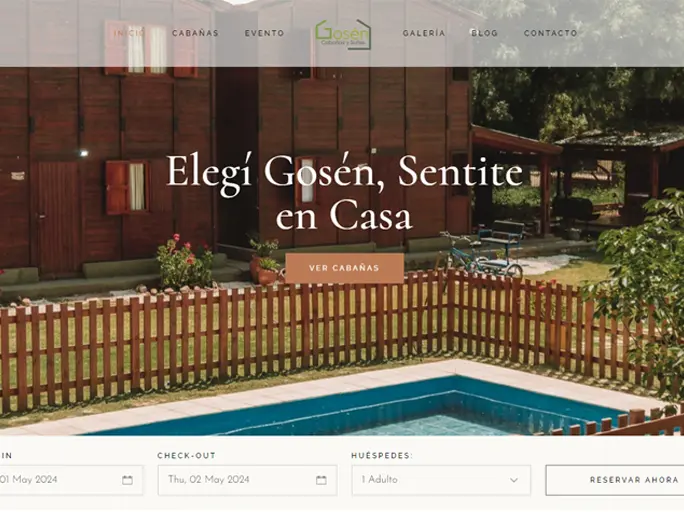 INICIO
CABAÑAS
EVENTO
Gosén
Cabañas y Suites
GALERÍA
BLOG
CONTACTO
Elegí Gosén, Sentite
en Casa
VER CABAÑAS
IN
CHECK-OUT
HUÉSPEDES:
01 May 2024
Thu, 02 May 2024
1 Adulto
RESERVAR AHORA